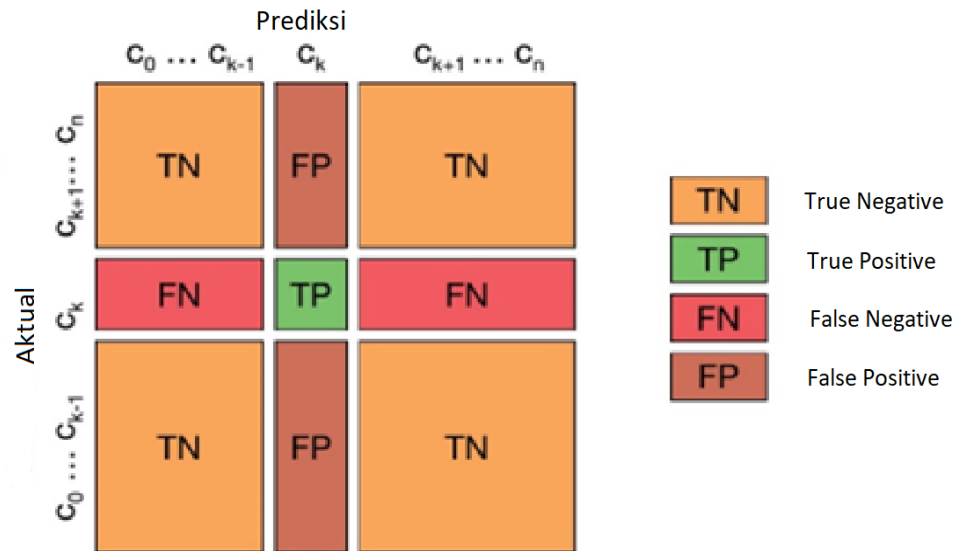 Prediksi
C0 ... Ck-1 Ck Ck+1 ... Cn
Ck+1 ... Cn
TN FP TN
Aktual
Ck
FN TP FN
C0 ... Ck-1
TN FP TN
TN True Negative
TP True Positive
FN False Negative
FP False Positive